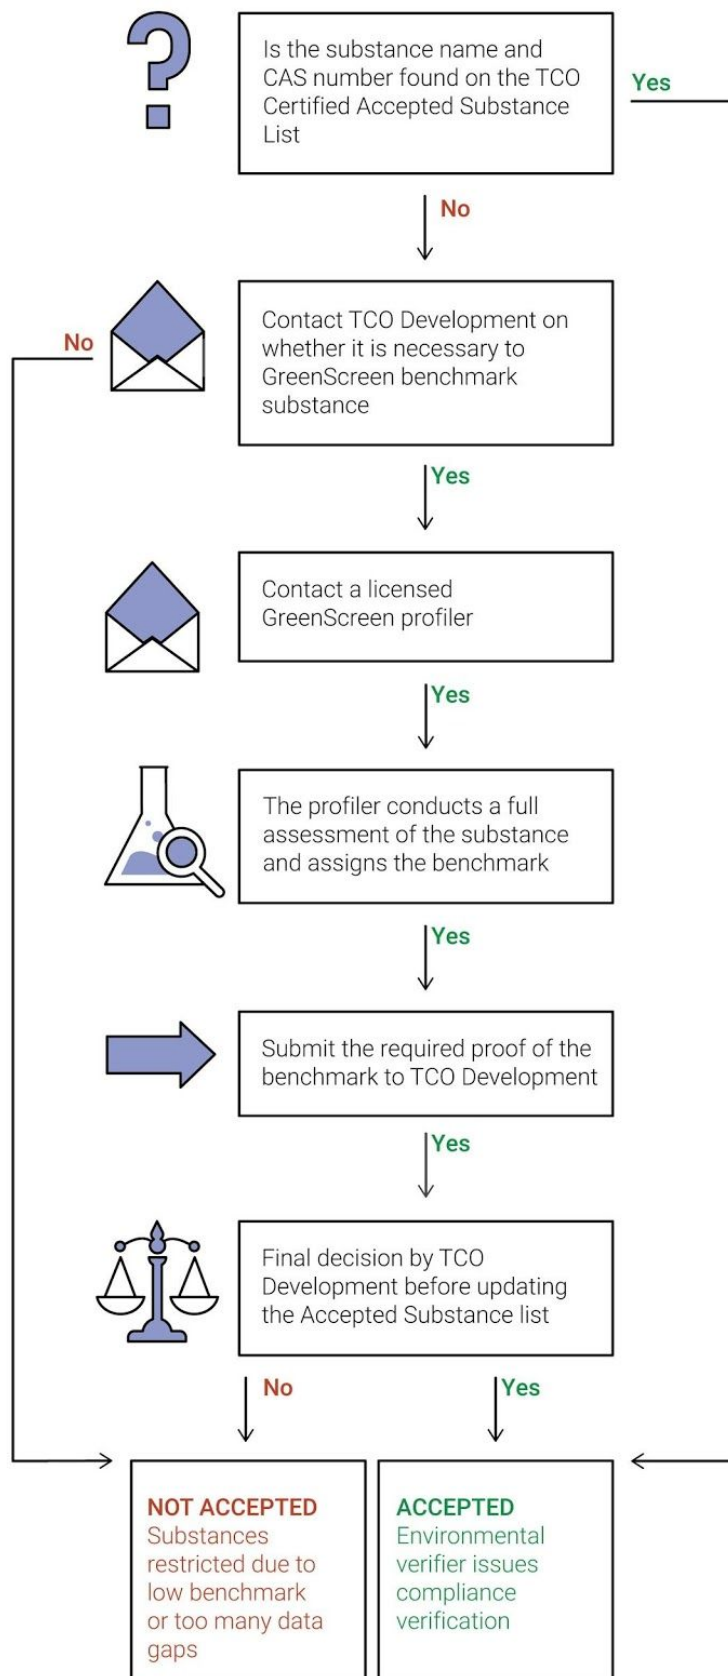 Is the substance name and
CAS number found on the TCO
Certified Accepted Substance
List
Yes
No
Contact TCO Development on
whether it is necessary to
GreenScreen benchmark
substance
No
Yes
Contact a licensed
GreenScreen profiler
Yes
The profiler conducts a full
assessment of the substance
and assigns the benchmark
Yes
Submit the required proof of the
benchmark to TCO Development
Yes
Final decision by TCO
Development before updating
the Accepted Substance list
No
Yes
NOT ACCEPTED
Substances
restricted due to
low benchmark
or too many data
gaps
ACCEPTED
Environmental
verifier issues
compliance
verification